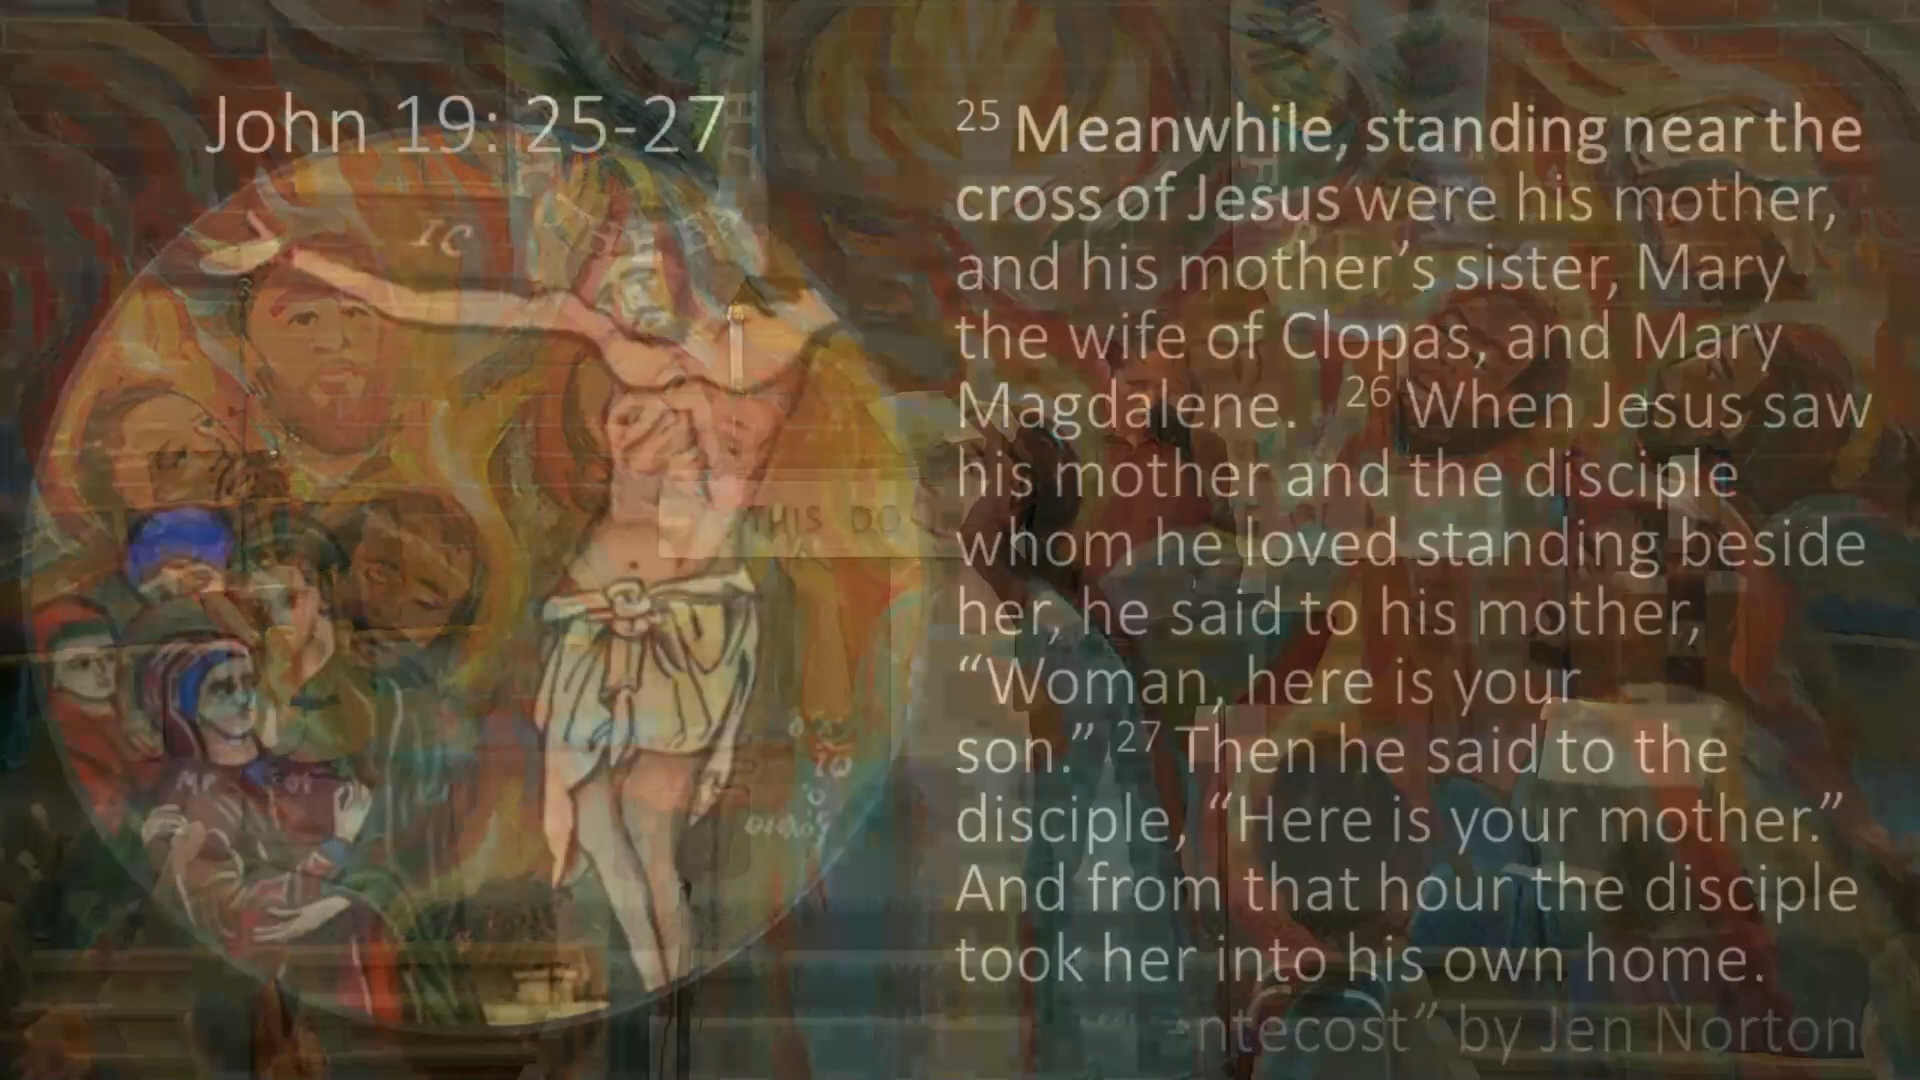 John 19: 25-27
25 Meanwhile, standing near the
cross of Jesus were his mother,
and his mother’s sister, Mary
the wife of Clopas, and Mary
Magdalene. 26 When Jesus saw
his mother and the disciple
whom he loved standing beside
her, he said to his mother,
“Woman, here is your
son.” 27 Then he said to the
disciple, “Here is your mother.”
And from that hour the disciple
took her into his own home.
ntecost” by Jen Norton
IC
THIS DO